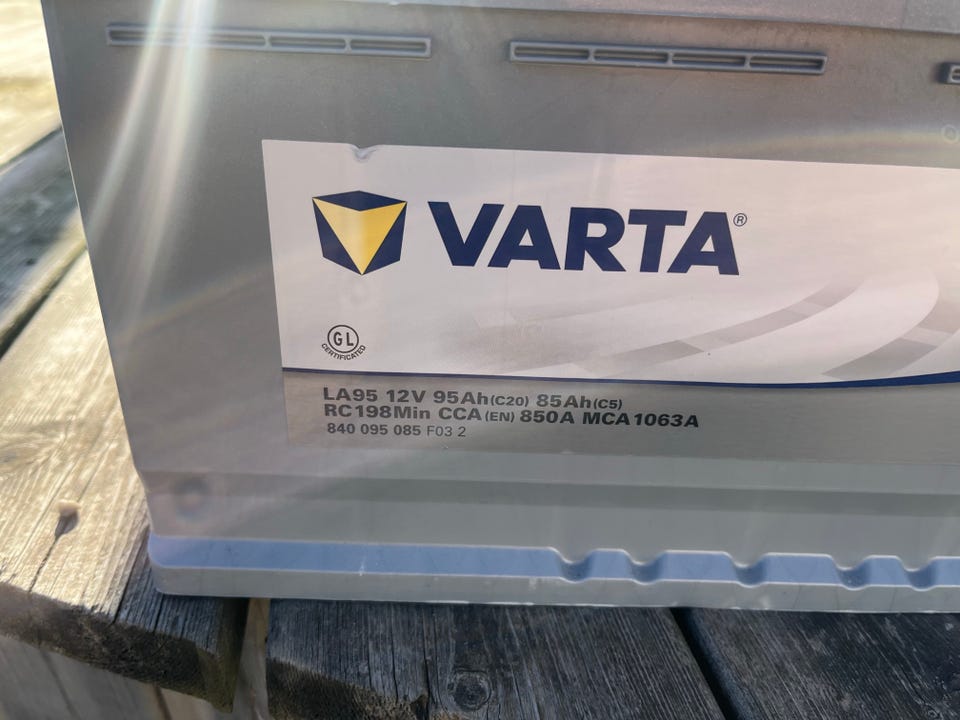 VARTA®
GL
CERTIFICATED
LA95 12V 95Ah(C20) 85Ah(C5)
RC198Min CCA(EN) 850A MCA1063A
840 095 085 F03 2